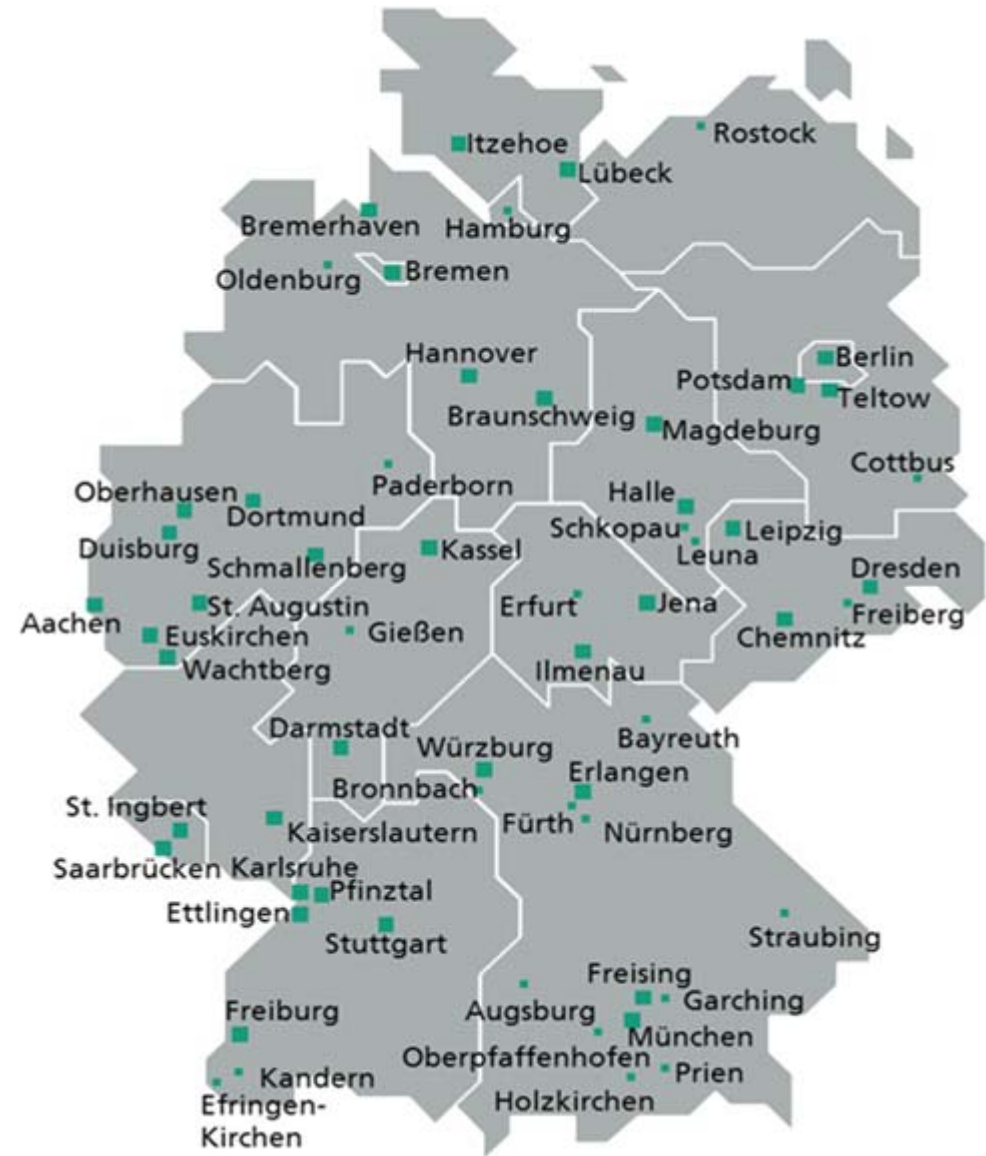 Rostock
Itzehoe
Lübeck
Bremerhaven
Hamburg
Oldenburg
Bremen
Hannover
Berlin
Potsdam
Teltow
Braunschweig
Magdeburg
Cottbus
Paderborn
Oberhausen
Halle
Dortmund
Schkopau
Leipzig
Duisburg
Kassel
Leuna
Schmallenberg
Dresden
Aachen
St. Augustin
Erfurt
Jena
Freiberg
Euskirchen
Gießen
Chemnitz
Wachtberg
Ilmenau
Darmstadt
Bayreuth
Würzburg
Erlangen
Bronnbach
St. Ingbert
Fürth
Nürnberg
Kaiserslautern
Saarbrücken
Karlsruhe
Pfinztal
Ettlingen
Stuttgart
Straubing
Freising
Garching
Freiburg
Augsburg
München
Oberpfaffenhofen
Prien
Kandern
Holzkirchen
Efringen-
Kirchen